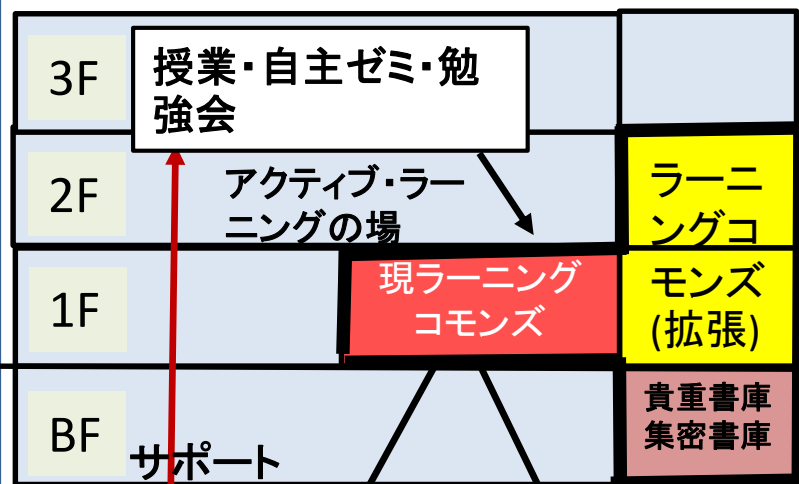 3F
授業・自主ゼミ・勉
強会
2F
アクティブ・ラー
ニングの場
ラーニ
ングコ
モンズ
(拡張)
1F
現ラーニング
コモンズ
BF
サポート
貴重書庫
集密書庫